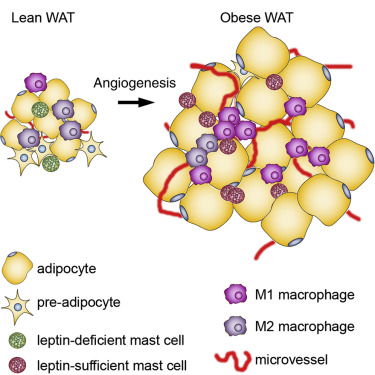 Lean WAT
Obese WAT
Angiogenesis
adipocyte
pre-adipocyte
leptin-deficient mast cell
leptin-sufficient mast cell
M1 macrophage
M2 macrophage
microvessel